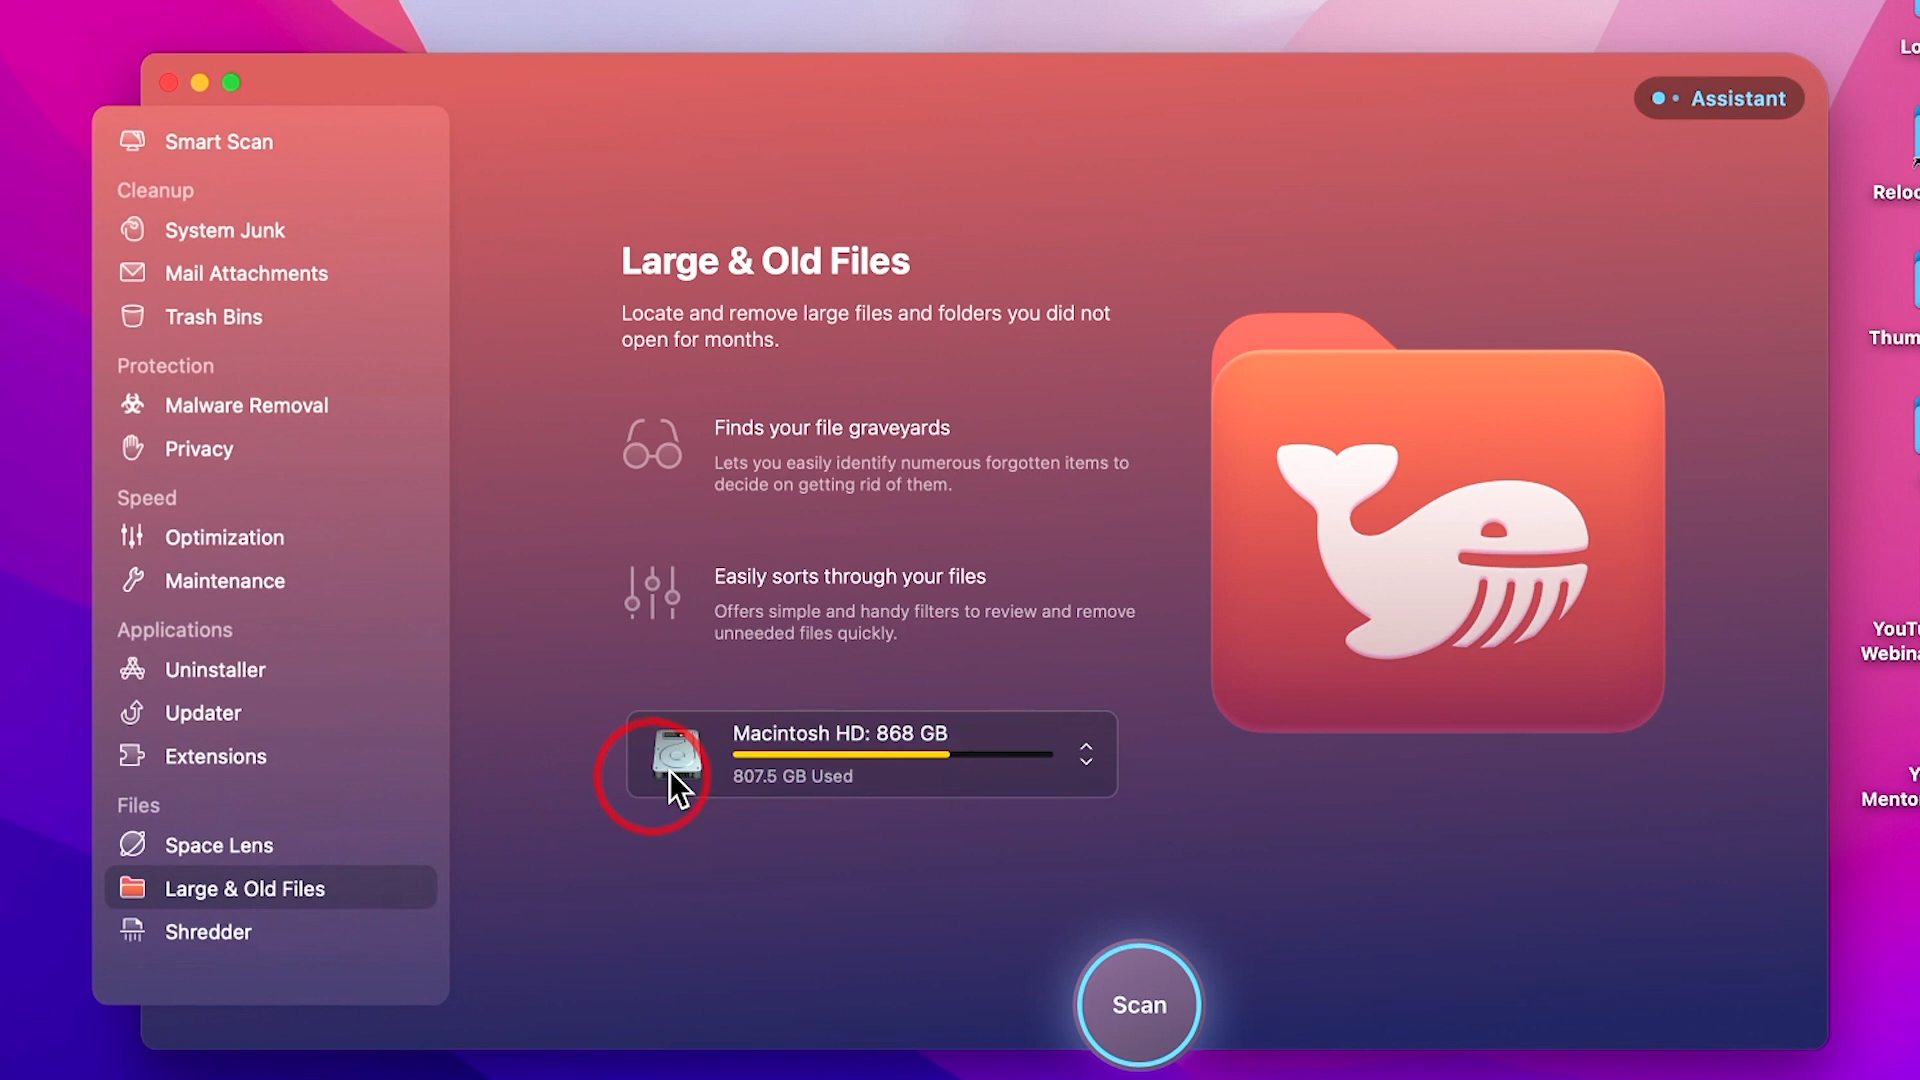 Assistant
Smart Scan
Cleanup
System Junk
Mail Attachments
Trash Bins
Protection
Malware Removal
Privacy
Speed
Optimization
Maintenance
Applications
Uninstaller
Updater
Extensions
Files
Space Lens
Large & Old Files
Shredder
Large & Old Files
Locate and remove large files and folders you did not
open for months.
Finds your file graveyards
Lets you easily identify numerous forgotten items to
decide on getting rid of them.
Easily sorts through your files
Offers simple and handy filters to review and remove
unneeded files quickly.
Macintosh HD: 868 GB
807.5 GB Used
Scan